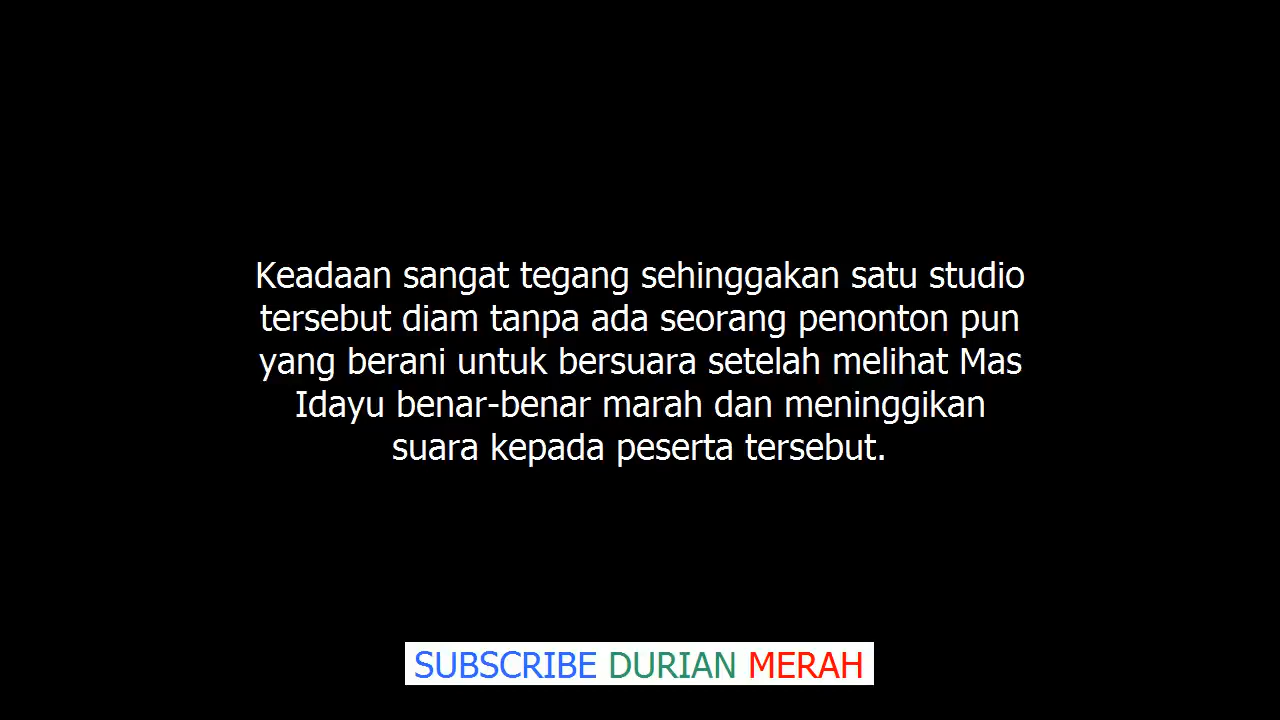 Keadaan sangat tegang sehinggakan satu studio
tersebut diam tanpa ada seorang penonton pun
yang berani untuk bersuara setelah melihat Mas
Idayu benar-benar marah dan meninggikan
suara kepada peserta tersebut.
SUBSCRIBE DURIAN MERAH